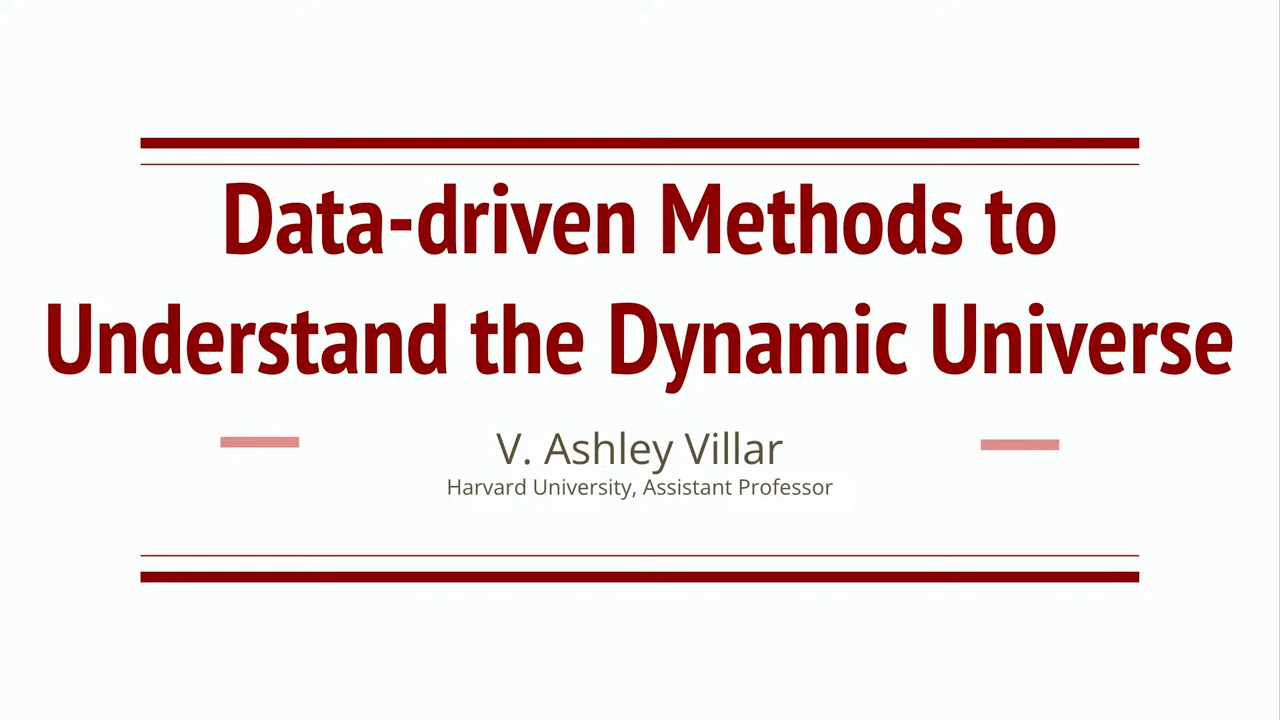 Data-driven Methods to
Understand the Dynamic Universe
V. Ashley Villar
Harvard University, Assistant Professor